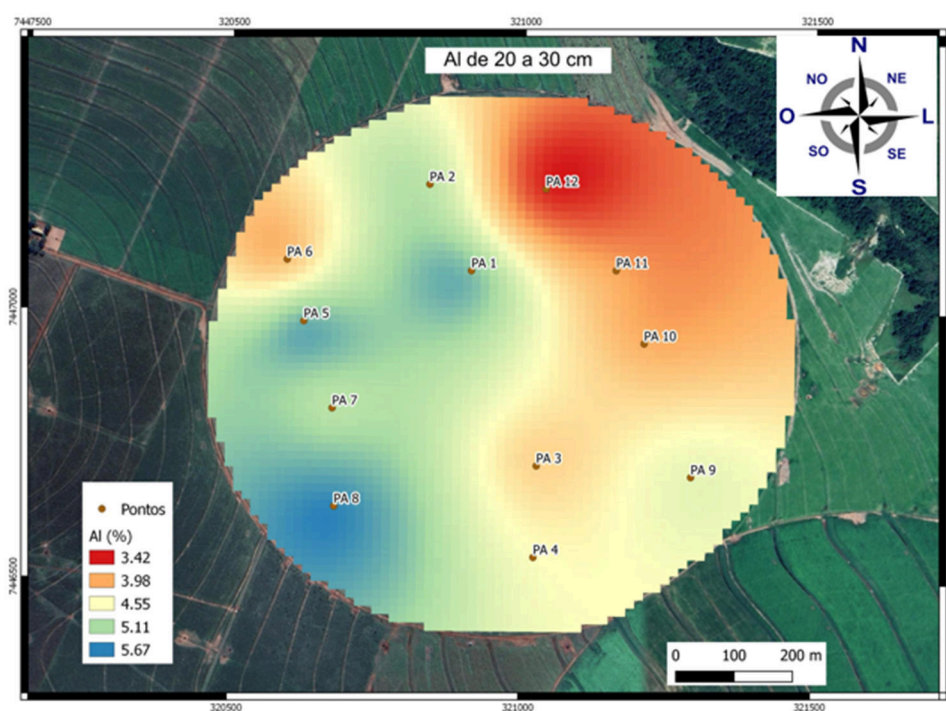 7447500
320500
321000
321500
Al de 20 a 30 cm
N
NO
NE
O
L
SO
SE
S
PA 2
PA 12
PA 6
PA 1
PA 11
7447000
PA 5
PA 10
PA 7
PA 3
PA 9
PA 8
PA 4
7446500
Pontos
Al (%)
3.42
3.98
4.55
5.11
5.67
0 100 200 m
320500
321000
321500